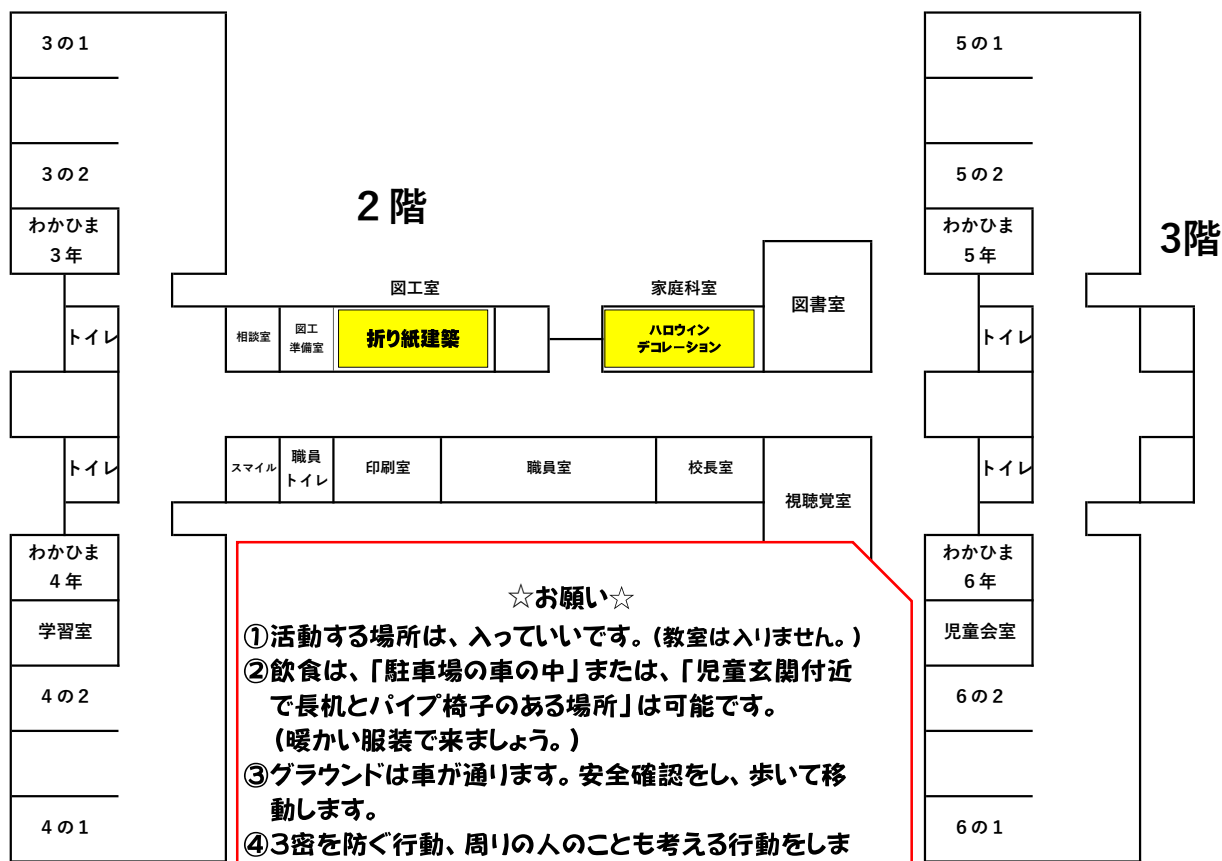 3の1
3の2
わかひま
3年
トイレ
トイレ
わかひま
4年
学習室
4の2
4の1
2階
図工室
家庭科室
図書室
相談室
図工
準備室
折り紙建築
ハロウィン
デコレーション
スマイル
職員
トイレ
印刷室
職員室
校長室
視聴覚室
5の1
5の2
わかひま
5年
3階
トイレ
トイレ
わかひま
6年
児童会室
6の2
6の1
☆お願い☆
①活動する場所は、入っていいです。(教室は入りません。)
②飲食は、「駐車場の車の中」または、「児童玄関付近
で長机とパイプ椅子のある場所」は可能です。
(暖かい服装で来ましょう。)
③グラウンドは車が通ります。安全確認をし、歩いて移
動します。
④3密を防ぐ行動、周りの人のことも考える行動をしま